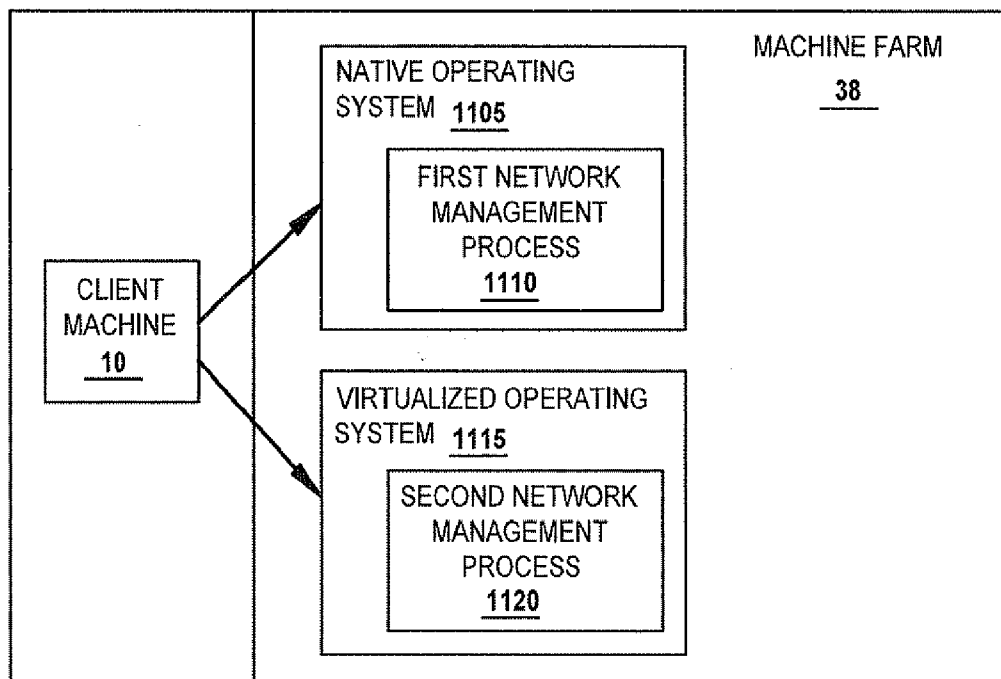 MACHINE FARM
38
NATIVE OPERATING
SYSTEM 1105
FIRST NETWORK
MANAGEMENT
PROCESS
1110
CLIENT
MACHINE
10
VIRTUALIZED OPERATING
SYSTEM 1115
SECOND NETWORK
MANAGEMENT
PROCESS
1120